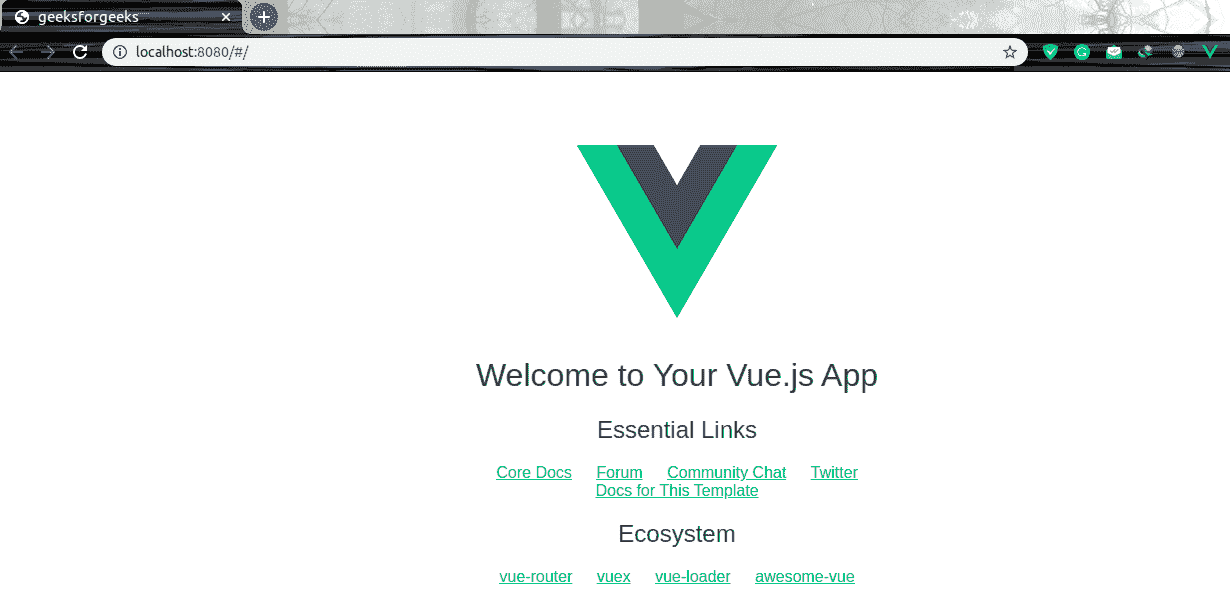 geeksforgeeks
localhost:8080/#/
Welcome to Your Vue.js App
Essential Links
Core Docs Forum Community Chat Twitter
Docs for This Template
Ecosystem
vue-router vuex vue-loader awesome-vue